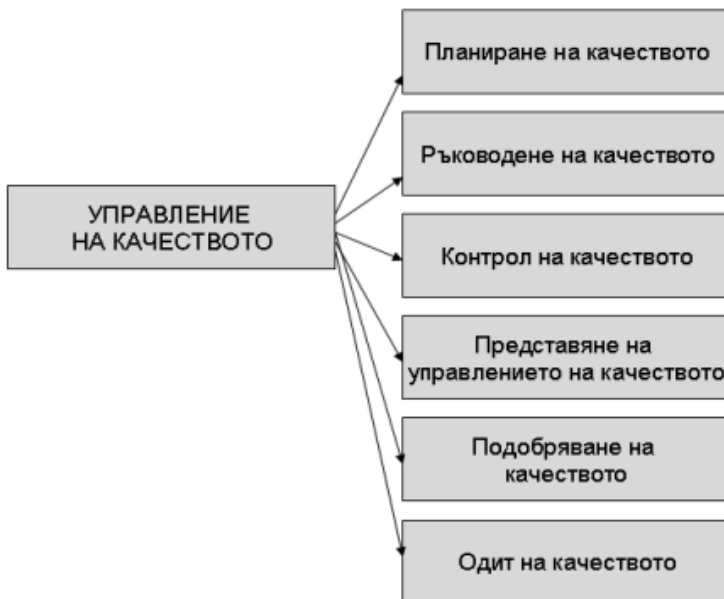 Планиране на качеството
Ръководене на качеството
УПРАВЛЕНИЕ
НА КАЧЕСТВОТО
Контрол на качеството
Представяне на
управлението на качеството
Подобряване на
качеството
Одит на качеството